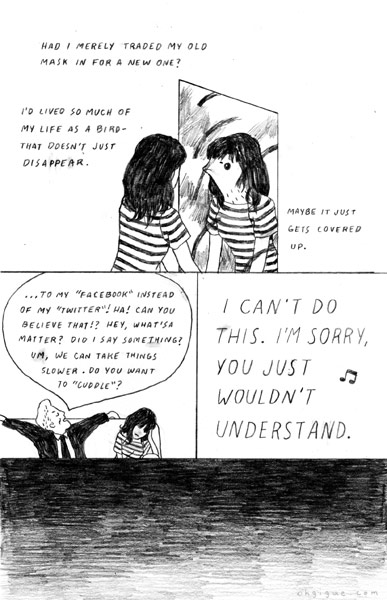 HAD I MERELY TRADED MY OLD
MASK IN FOR A NEW ONE?
I'D LIVED SO MUCH OF
MY LIFE AS A BIRD-
THAT DOESN'T JUST
DISAPPEAR.
MAYBE IT JUST
GETS COVERED
UP.
...TO MY "FACEBOOK" INSTEAD
OF MY "TWITTER"! HA! CAN YOU
BELIEVE THAT!? HEY, WHAT'SA
MATTER? DID I SAY SOMETHING?
UM, WE CAN TAKE THINGS
SLOWER. DO YOU WANT
TO "CUDDLE"?
I CAN'T DO
THIS. I'M SORRY,
YOU JUST
WOULDN'T
UNDERSTAND.